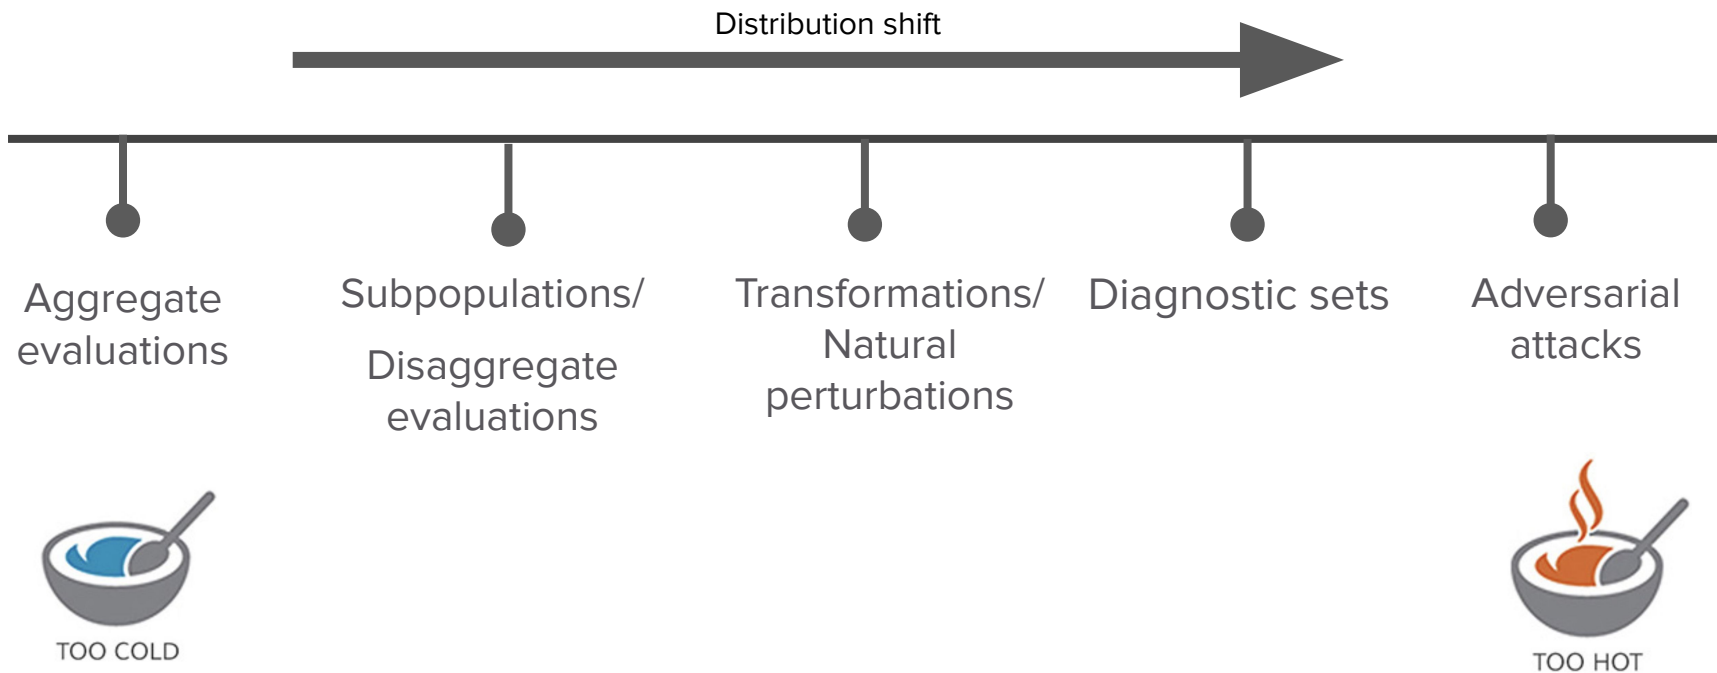 Distribution shift
Aggregate
evaluations
Subpopulations/
Disaggregate
evaluations
Transformations/
Natural
perturbations
Diagnostic sets
Adversarial
attacks
TOO COLD
TOO HOT